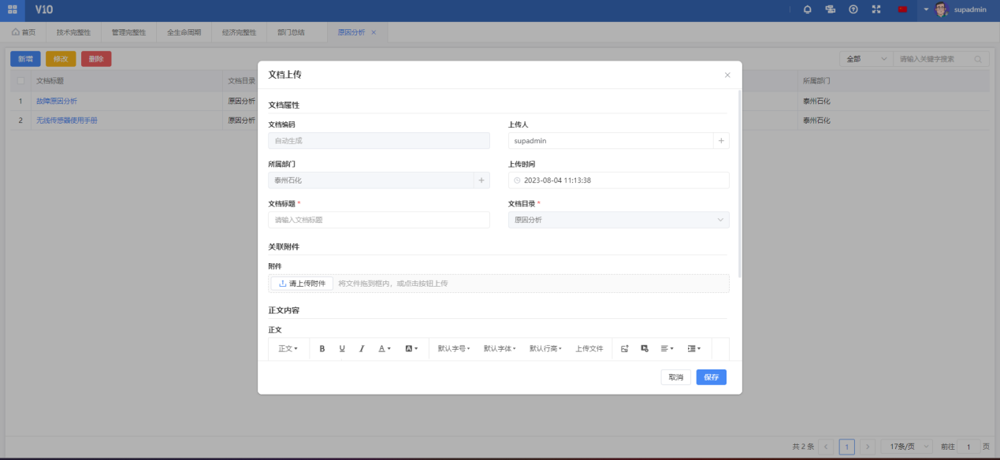 V10
supadmin
首页
技术完整性
管理完整性
全生命周期
经济完整性
部门总结
原因分析
新增
修改
删除
全部
请输入关键字搜索
文档标题
文档目录
所属部门
1
故障原因分析
原因分析
泰州石化
2
无线传感器使用手册
原因分析
泰州石化
文档上传
文档属性
文档编码
上传人
自动生成
supadmin
所属部门
上传时间
泰州石化
2023-08-04 11:13:38
文档标题 *
文档目录 *
请输入文档标题
原因分析
关联附件
附件
请上传附件
将文件拖到框内，或点击按钮上传
正文内容
正文
正文
B
U
I
A
A
默认字号
默认字体
默认行高
上传文件
取消
保存
共 2 条
1
17条/页
前往
1
页